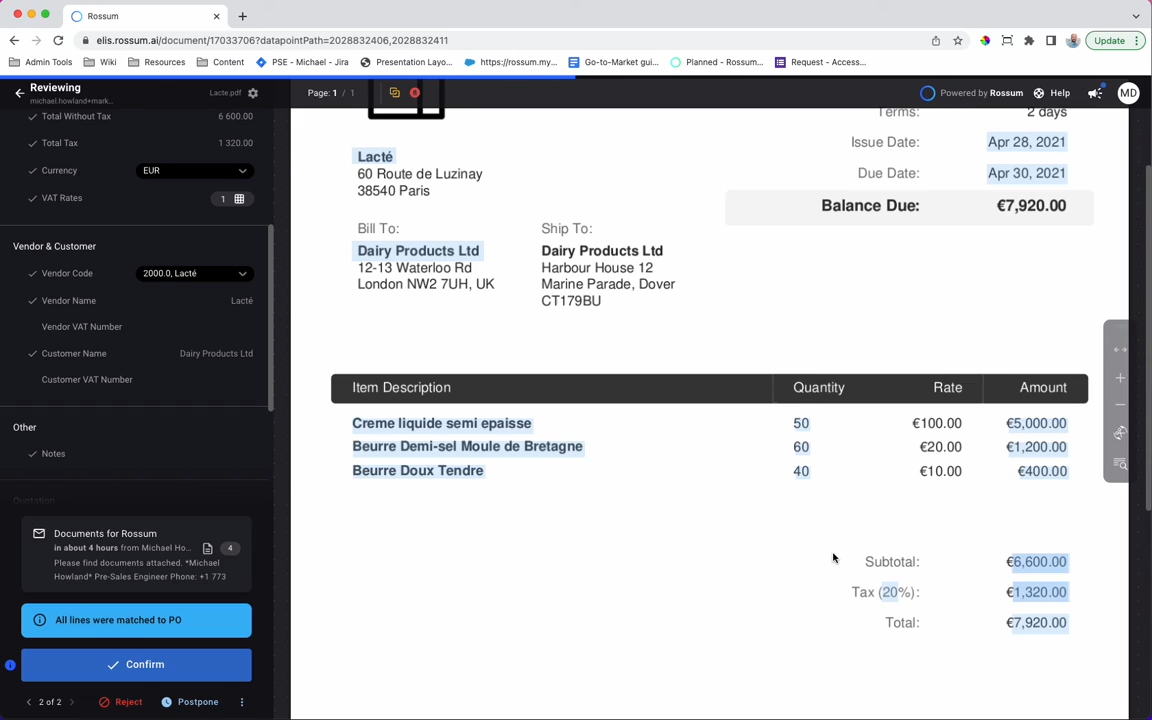 Rossum
elis.rossum.ai/document/17033706?datapointPath=2028832406,2028832411
Update
Admin Tools
Wiki
Resources
Content
PSE - Michael - Jira
Presentation Layo...
https://rossum.my...
Go-to-Market gui...
Planned - Rossum...
Request - Access...
Reviewing
michael.howland+mark...
Lacte.pdf
Page: 1 / 1
Powered by Rossum
Help
MD
Total Without Tax 6 600.00
Total Tax 1 320.00
Currency EUR
VAT Rates 1
Vendor & Customer
Vendor Code 2000.0, Lacté
Vendor Name Lacté
Vendor VAT Number
Customer Name Dairy Products Ltd
Customer VAT Number
Other
Notes
Quotation
Documents for Rossum
in about 4 hours from Michael Ho... 4
Please find documents attached. *Michael
Howland* Pre-Sales Engineer Phone: +1 773
All lines were matched to PO
Confirm
2 of 2
Reject
Postpone
Terms: 2 days
Issue Date: Apr 28, 2021
Due Date: Apr 30, 2021
Balance Due: €7,920.00
Lacté
60 Route de Luzinay
38540 Paris
Bill To:
Dairy Products Ltd
12-13 Waterloo Rd
London NW2 7UH, UK
Ship To:
Dairy Products Ltd
Harbour House 12
Marine Parade, Dover
CT179BU
Item Description Quantity Rate Amount
Creme liquide semi epaisse 50 €100.00 €5,000.00
Beurre Demi-sel Moule de Bretagne 60 €20.00 €1,200.00
Beurre Doux Tendre 40 €10.00 €400.00
Subtotal: €6,600.00
Tax (20%): €1,320.00
Total: €7,920.00